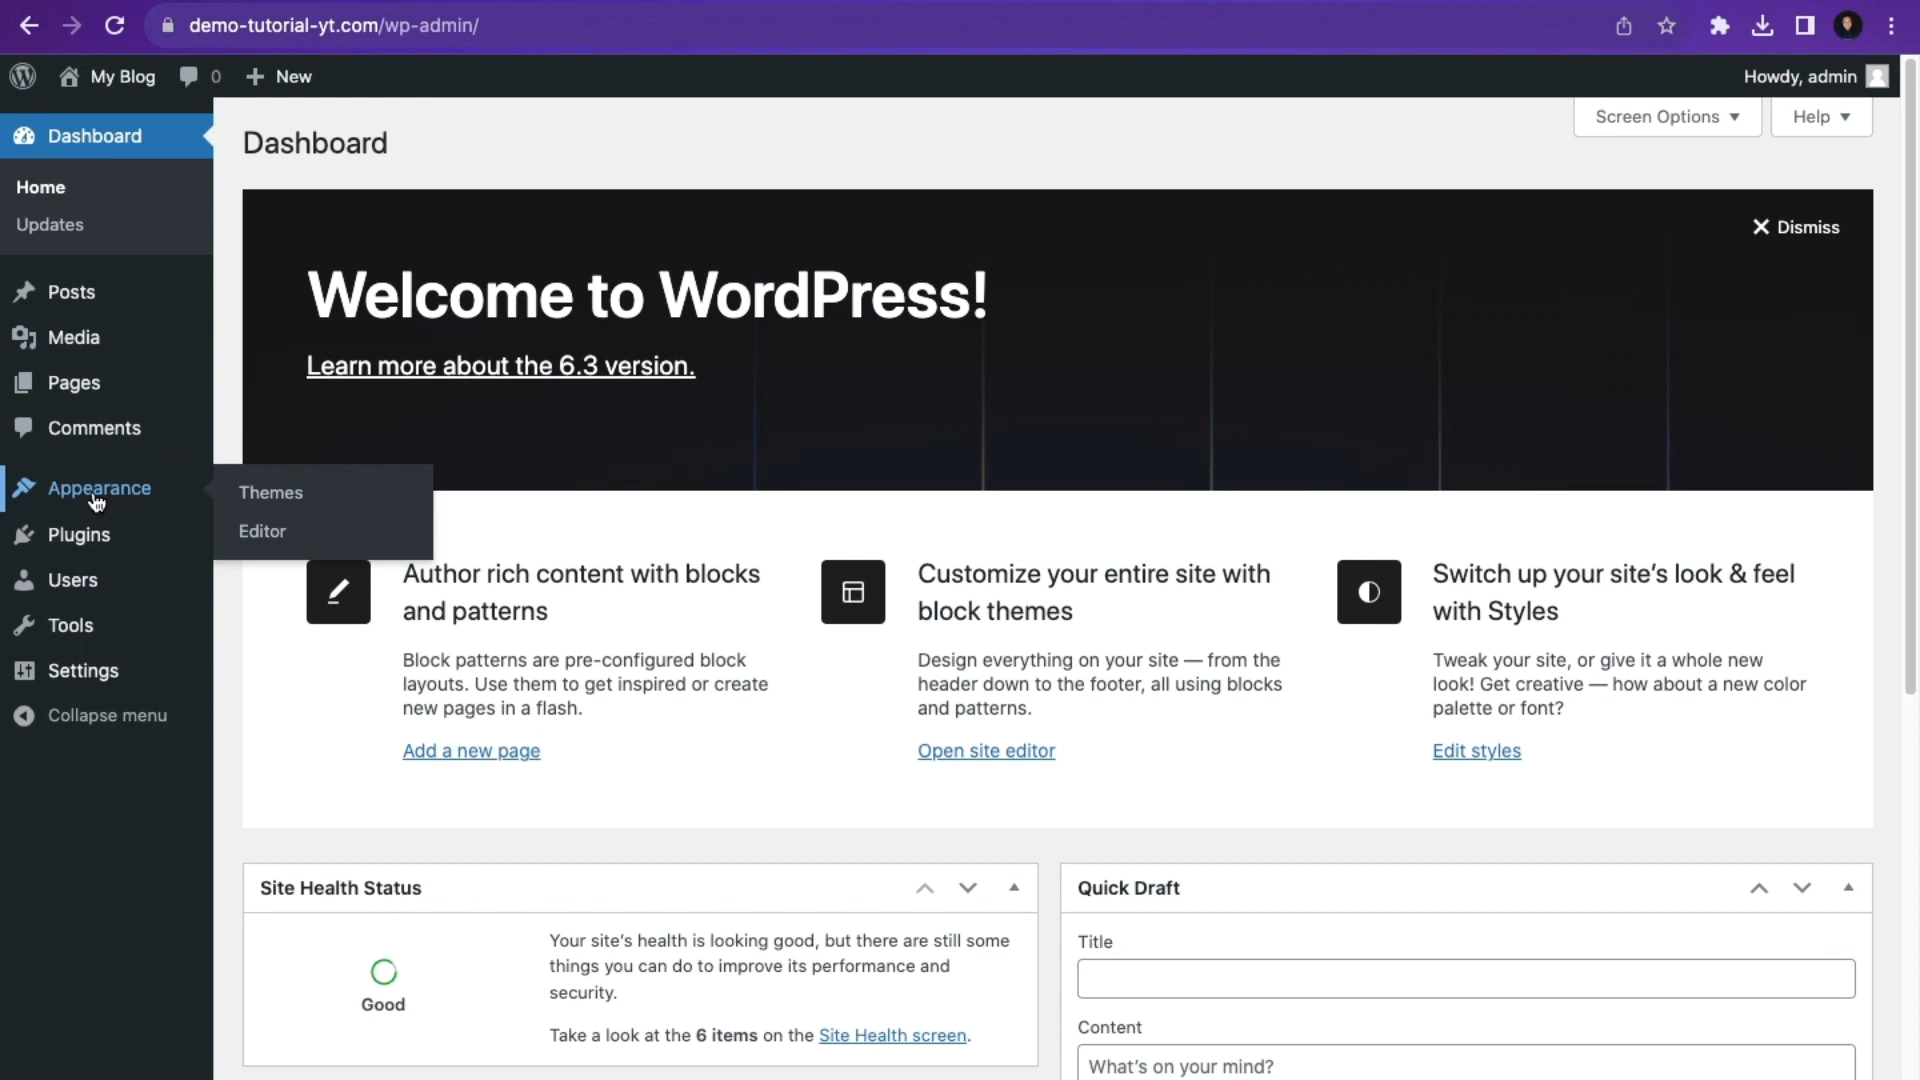 demo-tutorial-yt.com/wp-admin/
My Blog 0 New
Howdy, admin
Dashboard
Home
Updates
Posts
Media
Pages
Comments
Appearance
Plugins
Users
Tools
Settings
Collapse menu
Themes
Editor
Screen Options
Help
Dashboard
Dismiss
Welcome to WordPress!
Learn more about the 6.3 version.
Author rich content with blocks
and patterns
Block patterns are pre-configured block
layouts. Use them to get inspired or create
new pages in a flash.
Add a new page
Customize your entire site with
block themes
Design everything on your site — from the
header down to the footer, all using blocks
and patterns.
Open site editor
Switch up your site’s look & feel
with Styles
Tweak your site, or give it a whole new
look! Get creative — how about a new color
palette or font?
Edit styles
Site Health Status
Good
Your site’s health is looking good, but there are still some
things you can do to improve its performance and
security.
Take a look at the 6 items on the Site Health screen.
Quick Draft
Title
Content
What’s on your mind?